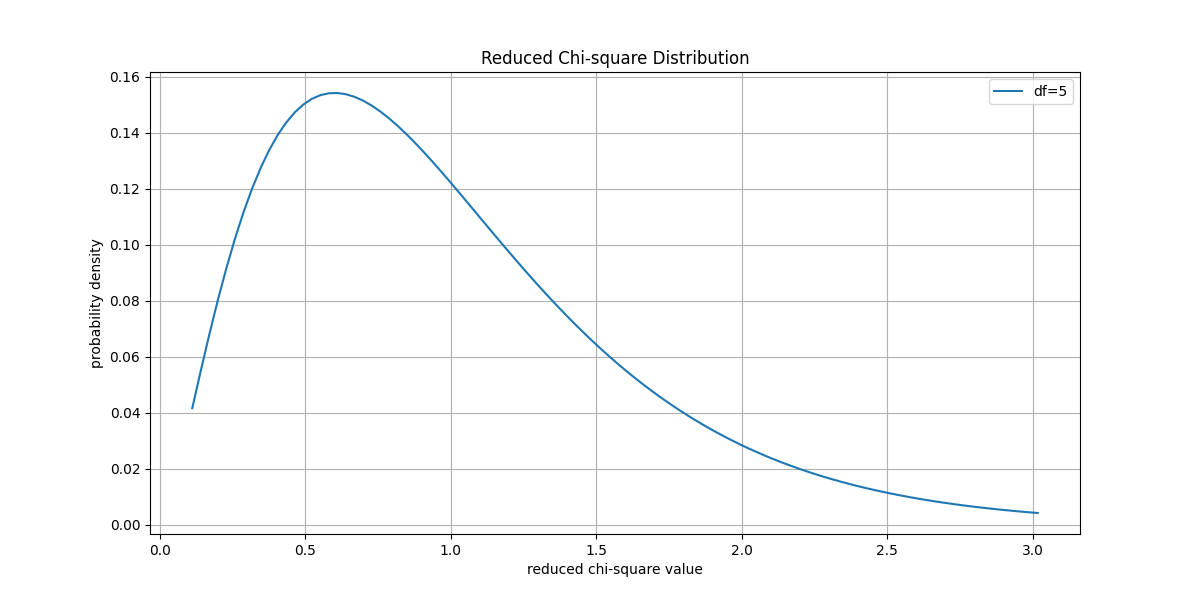 Reduced Chi-square Distribution
df=5
probability density
0.16
0.14
0.12
0.10
0.08
0.06
0.04
0.02
0.00
0.0 0.5 1.0 1.5 2.0 2.5 3.0
reduced chi-square value